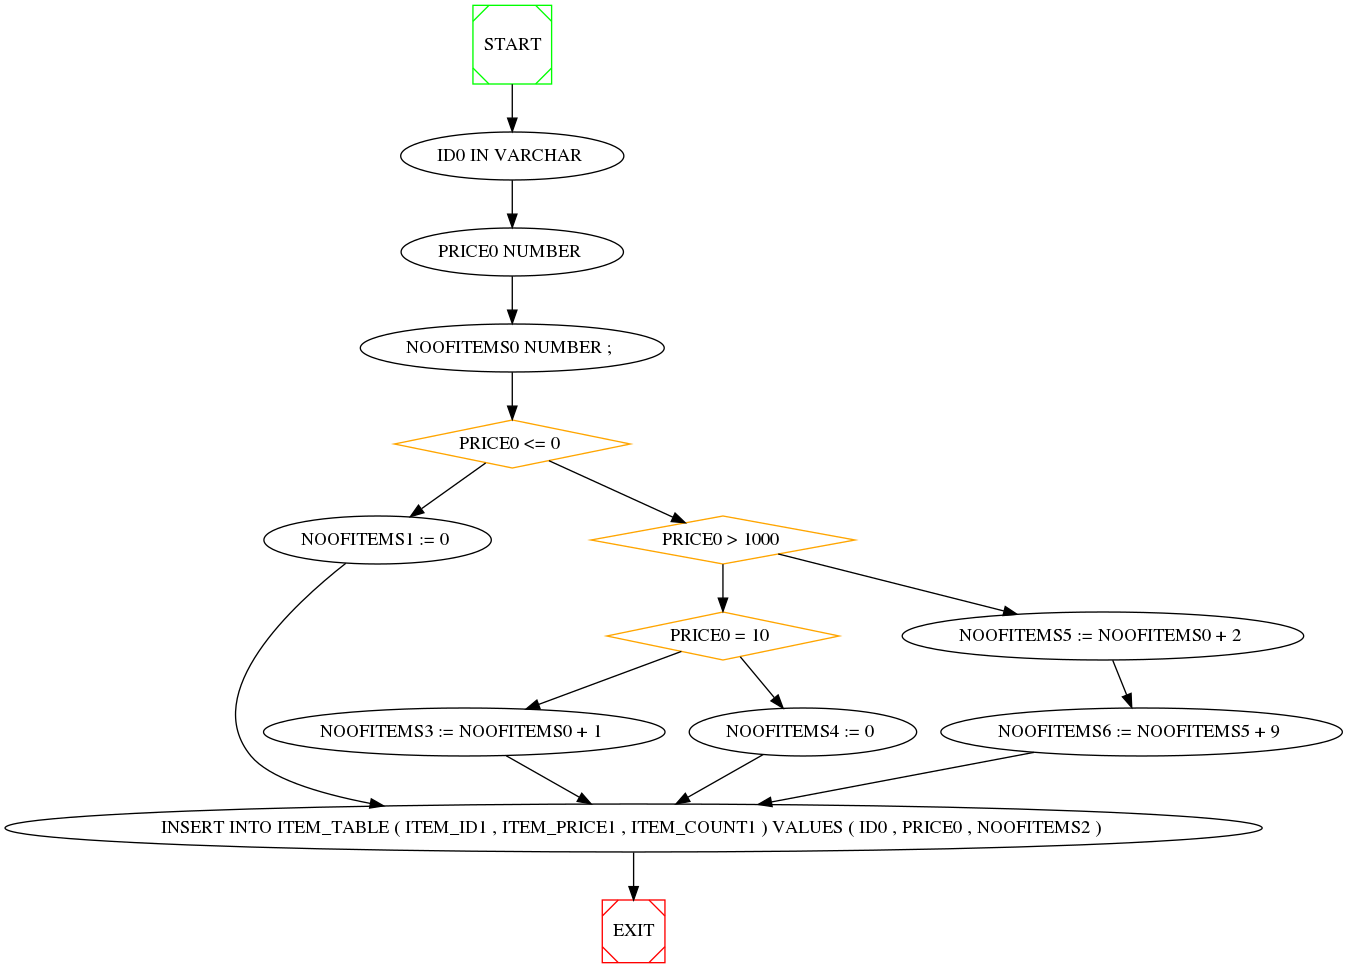 START
ID0 IN VARCHAR
PRICE0 NUMBER
NOOFITEMS0 NUMBER ;
PRICE0 <= 0
NOOFITEMS1 := 0
PRICE0 > 1000
PRICE0 = 10
NOOFITEMS5 := NOOFITEMS0 + 2
NOOFITEMS3 := NOOFITEMS0 + 1
NOOFITEMS4 := 0
NOOFITEMS6 := NOOFITEMS5 + 9
INSERT INTO ITEM_TABLE ( ITEM_ID1 , ITEM_PRICE1 , ITEM_COUNT1 ) VALUES ( ID0 , PRICE0 , NOOFITEMS2 )
EXIT